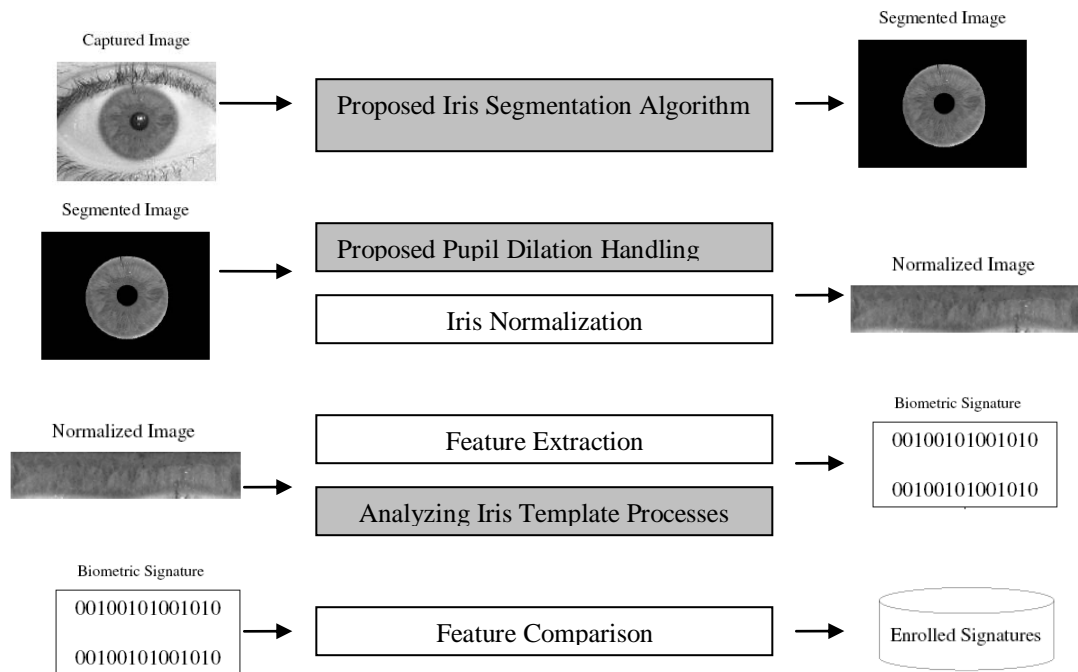 Captured Image
Segmented Image
Proposed Iris Segmentation Algorithm
Segmented Image
Proposed Pupil Dilation Handling
Normalized Image
Iris Normalization
Normalized Image
Feature Extraction
Biometric Signature
00100101001010
00100101001010
Analyzing Iris Template Processes
Biometric Signature
00100101001010
00100101001010
Feature Comparison
Enrolled Signatures